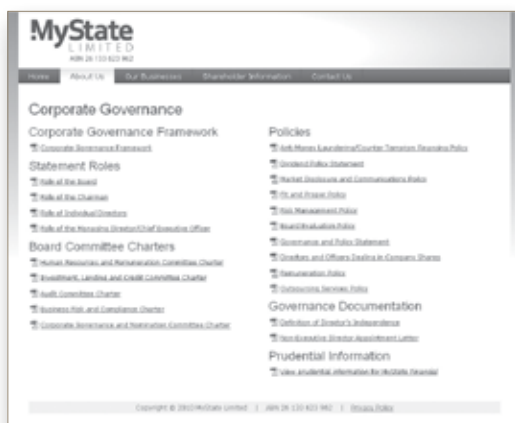 MyState
LIMITED
ABN 26 133 623 962
Home About Us Our Businesses Shareholder Information Contact Us
Corporate Governance
Corporate Governance Framework
Corporate Governance Framework
Statement Roles
Role of the Board
Role of the Chairman
Role of Individual Directors
Role of the Managing Director/Chief Executive Officer
Board Committee Charters
Human Resources and Remuneration Committee Charter
Investment, Lending and Credit Committee Charter
Audit Committee Charter
Business Risk and Compliance Charter
Corporate Governance and Nomination Committee Charter
Policies
Anti-Money Laundering/Counter Terrorism Financing Policy
Dividend Policy Statement
Market Disclosure and Communications Policy
Fit and Proper Policy
Risk Management Policy
Board Evaluation Policy
Governance and Policy Statement
Directors and Officers Dealing in Company Shares
Remuneration Policy
Outsourcing Services Policy
Governance Documentation
Definition of Director's Independence
Non-Executive Director Appointment Letter
Prudential Information
View prudential information for MyState Financial
Copyright © 2010 MyState Limited | ABN 26 133 623 962 | Privacy Policy